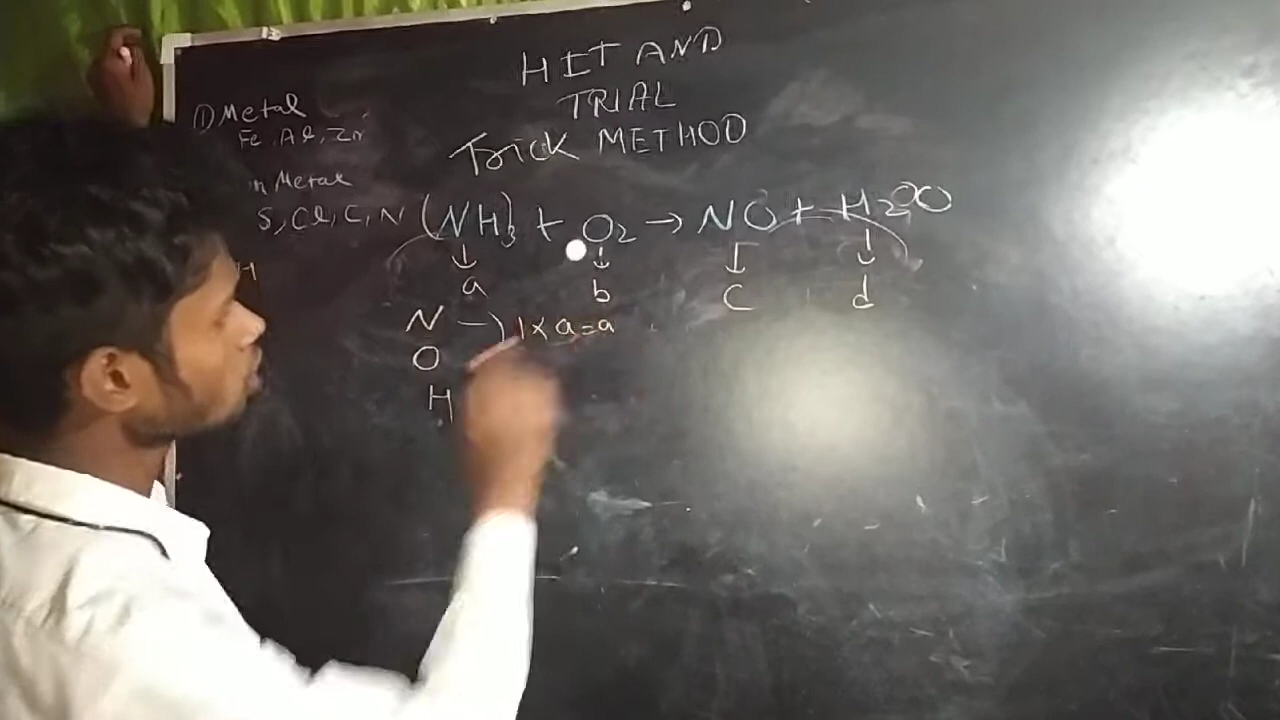 HIT AND
TRIAL
Trick METHOD
① Metal
Fe, Al, Zn
n Metal
S, Cl, C, N
H
(NH3 + O2 → NO + H2O
↓ ↓ ↓ ↓
a b c d
N → 1 × a = a
O
H